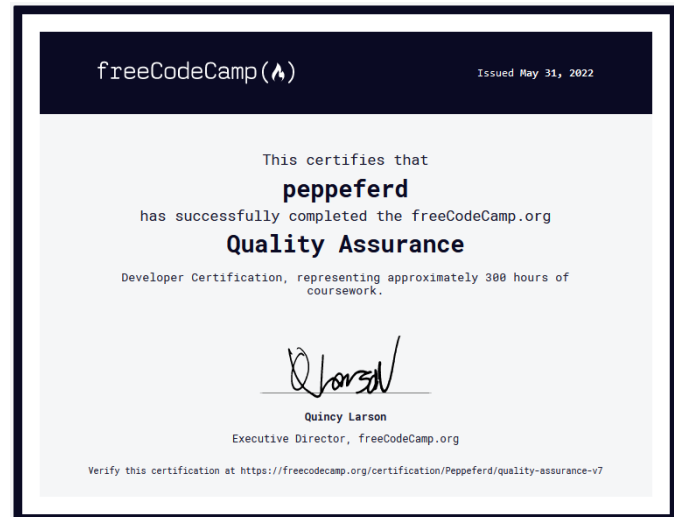 freeCodeCamp(🔥)
Issued May 31, 2022
This certifies that
peppeferd
has successfully completed the freeCodeCamp.org
Quality Assurance
Developer Certification, representing approximately 300 hours of
coursework.
QLarson
Quincy Larson
Executive Director, freeCodeCamp.org
Verify this certification at https://freecodecamp.org/certification/Peppeferd/quality-assurance-v7